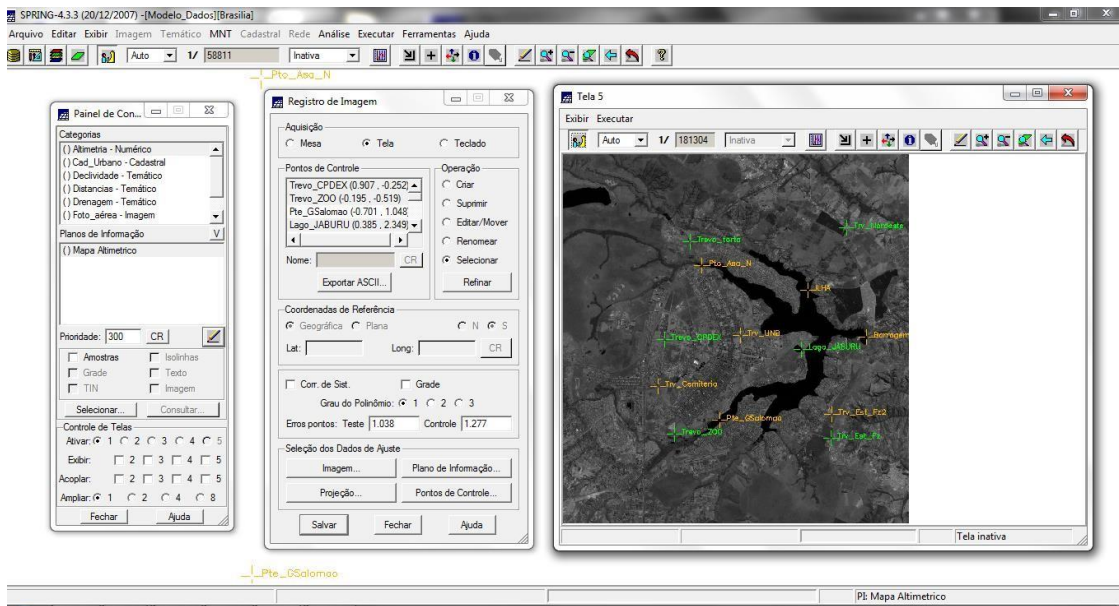 SPRING-4.3.3 (20/12/2007) -[Modelo_Dados][Brasilia]
Arquivo Editar Exibir Imagem Temático MNT Cadastral Rede Análise Executar Ferramentas Ajuda
Auto 1/ 58811 Inativa
Pto_Asa_N
Painel de Con...
Categorias
( ) Altimetria - Numérico
( ) Cad_Urbano - Cadastral
( ) Declividade - Temático
( ) Distancias - Temático
( ) Drenagem - Temático
( ) Foto_aérea - Imagem
Planos de Informação V
( ) Mapa Altimetrico
Prioridade: 300 CR
Amostras Isolinhas
Grade Texto
TIN Imagem
Selecionar... Consultar...
Controle de Telas
Ativar: 1 2 3 4 5
Exibir: 2 3 4 5
Acoplar: 2 3 4 5
Ampliar: 1 2 4 8
Fechar Ajuda
Registro de Imagem
Aquisição
Mesa Tela Teclado
Pontos de Controle
Trevo_CPDEX (0.907 , -0.252)
Trevo_ZOO (-0.195 , -0.519)
Pte_GSalomao (-0.701 , 1.048)
Lago_JABURU (0.385 , 2.349)
Nome: CR
Exportar ASCII...
Operação
Criar
Suprimir
Editar/Mover
Renomear
Selecionar
Refinar
Coordenadas de Referência
Geográfica Plana N S
Lat: Long: CR
Corr. de Sist. Grade
Grau do Polinômio: 1 2 3
Erros pontos: Teste 1.038 Controle 1.277
Seleção dos Dados de Ajuste
Imagem... Plano de Informação...
Projeção... Pontos de Controle...
Salvar Fechar Ajuda
Tela 5
Exibir Executar
Auto 1/ 181304 Inativa
Trv_Nordeste
Trevo_torto
Pto_Asa_N
ILHA
Trevo_CPDEX
Trv_UNB
Barragem
Lago_JABURU
Trv_Cemiterio
Pte_GSalomao
Trv_Est_Fz2
Trevo_ZOO
Trv_Est_Fz
Tela inativa
Pte_GSalomao
PI: Mapa Altimetrico